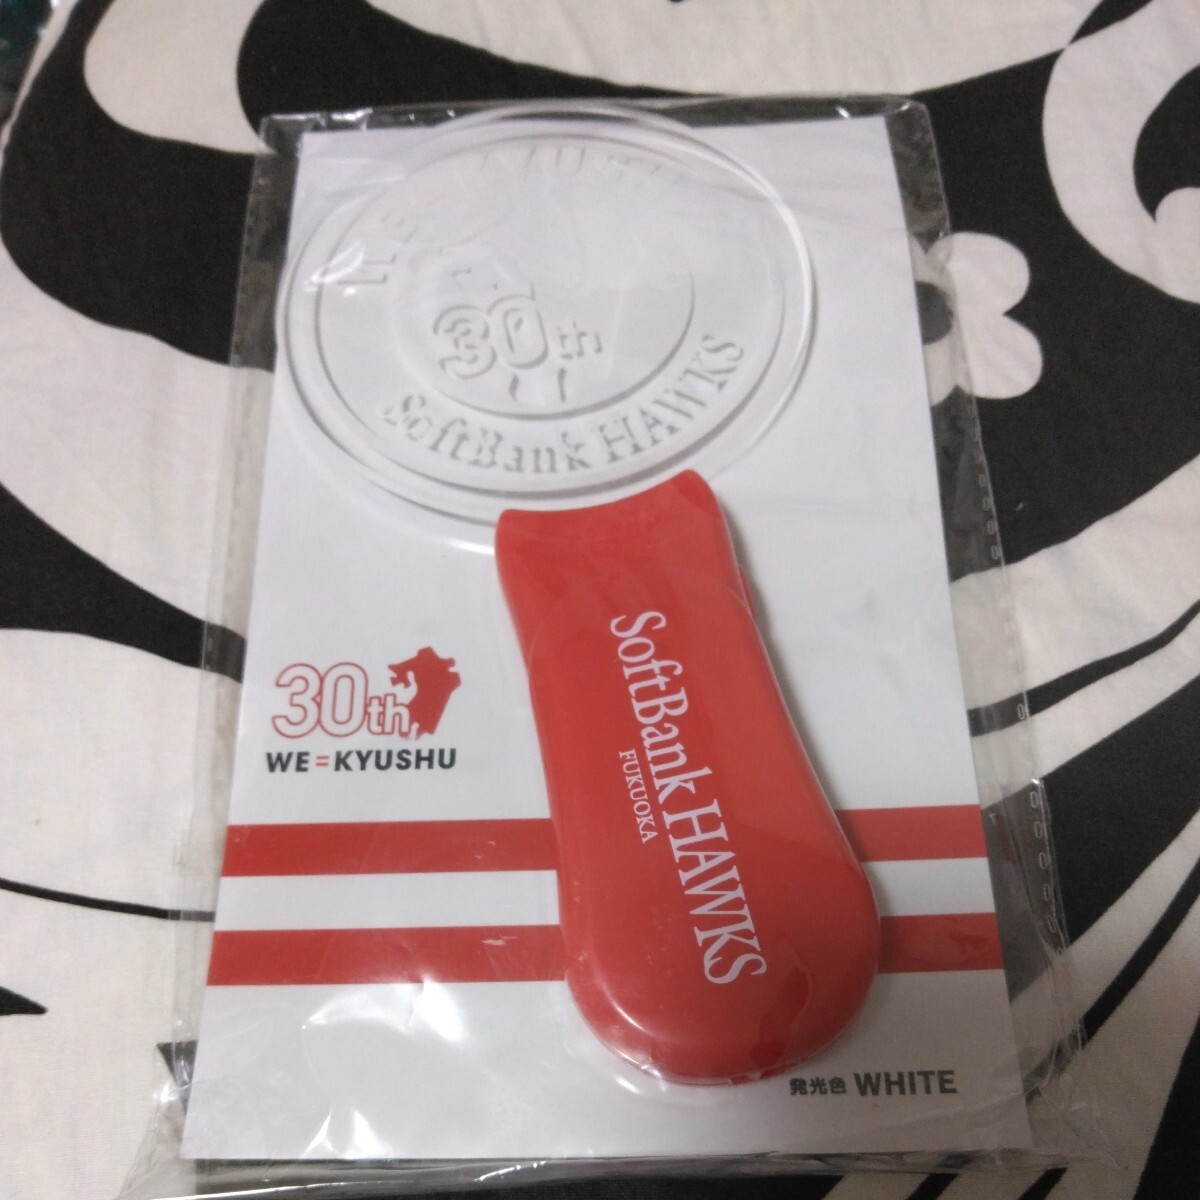 30th
SoftBank HAWKS
30th
WE=KYUSHU
SoftBank HAWKS
FUKUOKA
発光色 WHITE